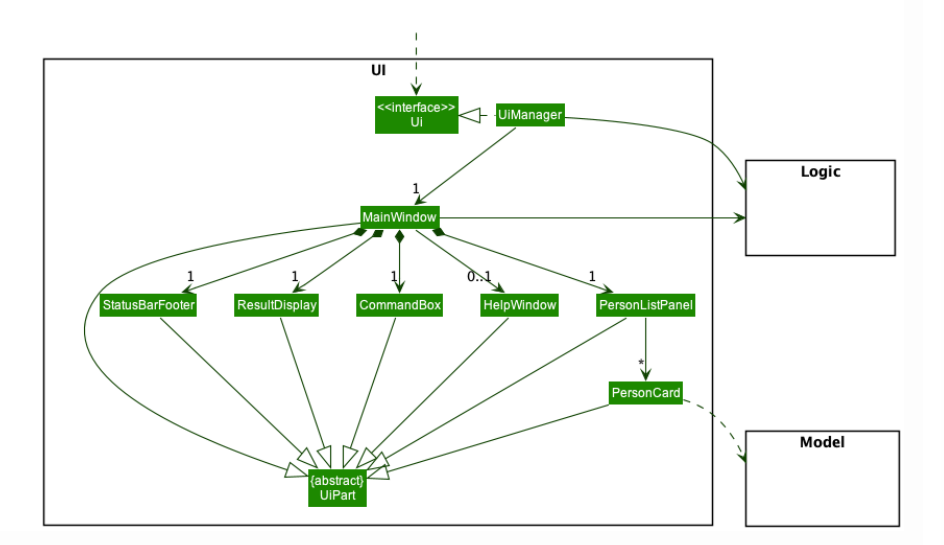 UI
<<interface>>
Ui
UiManager
Logic
1
MainWindow
1
1
1
0..1
1
StatusBarFooter
ResultDisplay
CommandBox
HelpWindow
PersonListPanel
*
PersonCard
Model
{abstract}
UiPart